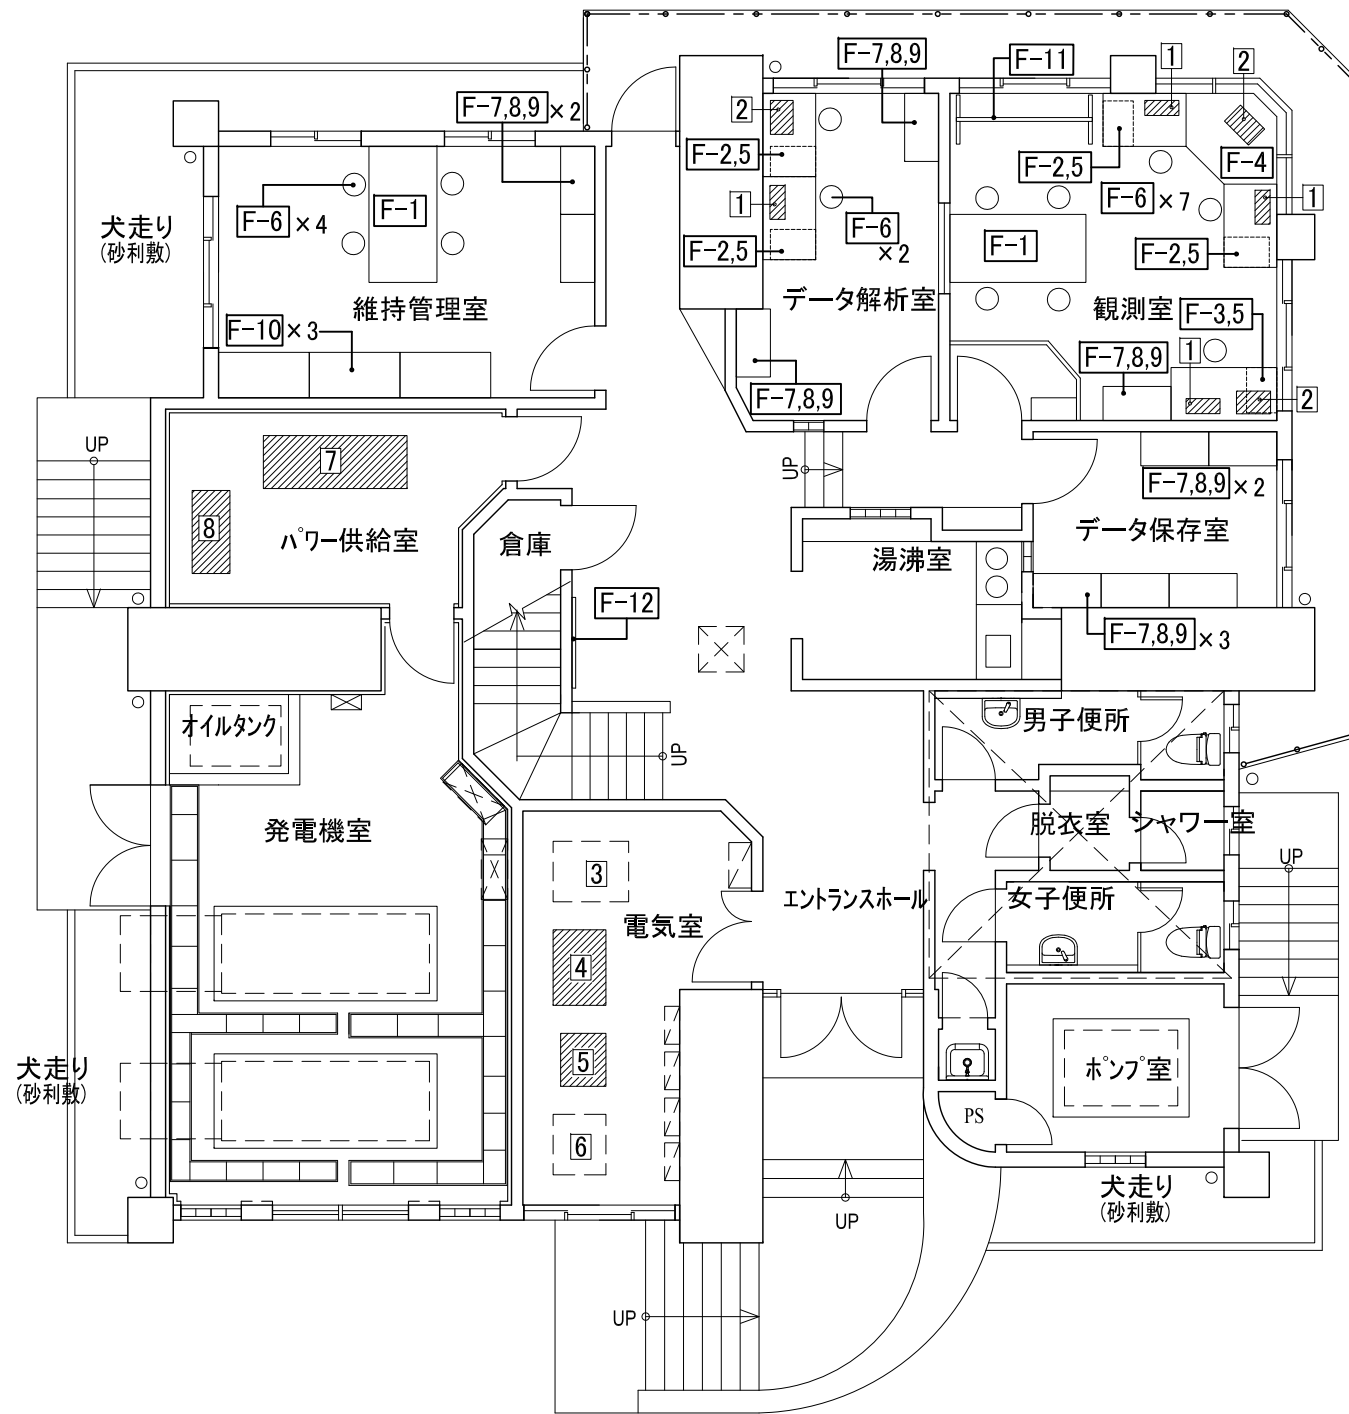 F-7,8,9
F-11
1
2
F-7,8,9 ×2
2
F-2,5
F-2,5
F-4
F-6 ×4
F-1
1
F-6
×2
F-6 ×7
1
犬走り
(砂利敷)
F-2,5
F-1
F-2,5
維持管理室
データ解析室
観測室
F-3,5
F-10 ×3
1
F-7,8,9
F-7,8,9
2
UP
7
UP
F-7,8,9 ×2
8
パワー供給室
倉庫
データ保存室
湯沸室
F-12
F-7,8,9 ×3
オイルタンク
男子便所
UP
発電機室
脱衣室
シャワー室
UP
3
エントランスホール
女子便所
電気室
4
犬走り
(砂利敷)
5
ポンプ室
6
PS
犬走り
(砂利敷)
UP
UP